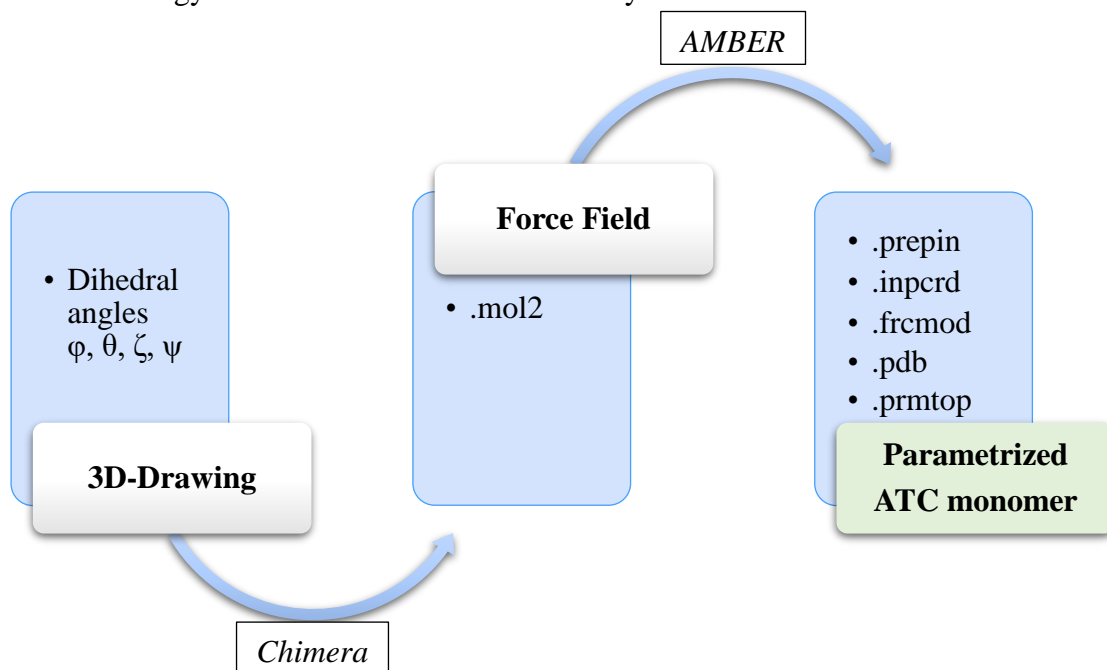 AMBER
Force Field
• .mol2
• Dihedral
angles
φ, θ, ζ, ψ
3D-Drawing
Chimera
• .prepin
• .inpcrd
• .frcmod
• .pdb
• .prmtop
Parametrized
ATC monomer